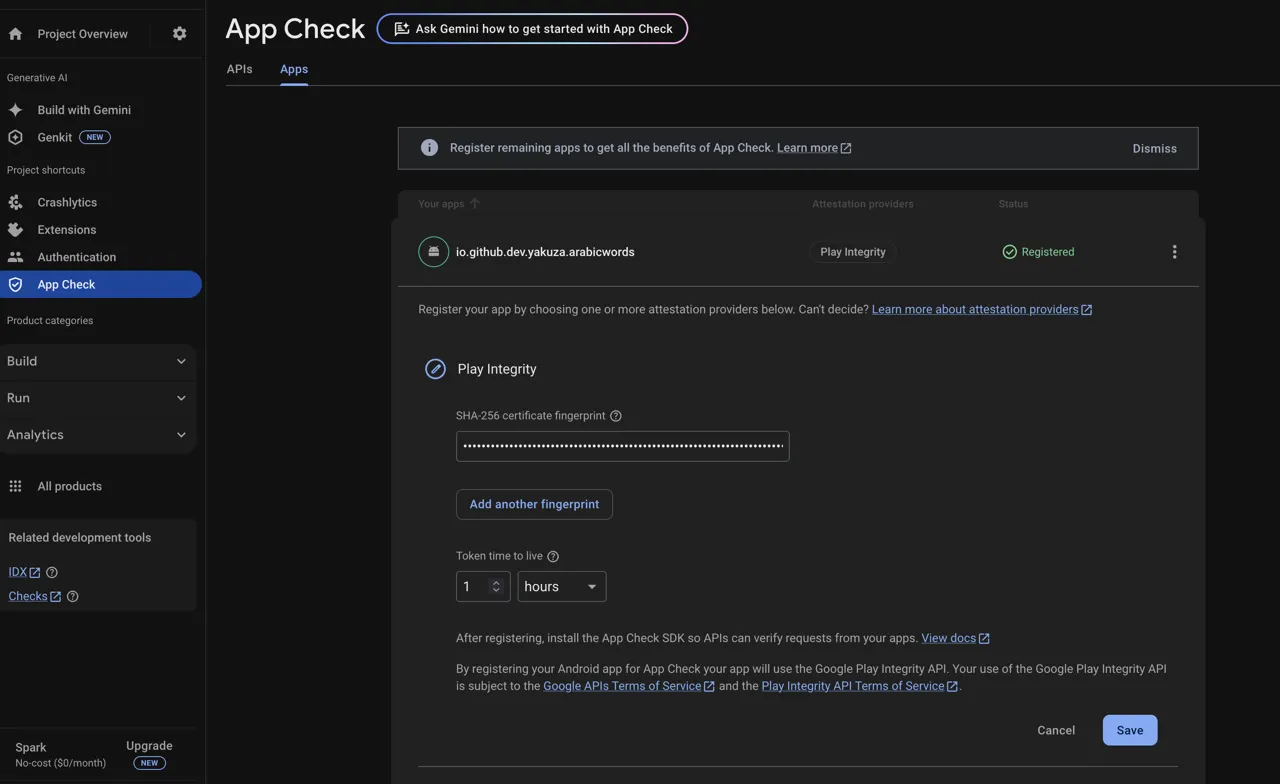 Project Overview
Generative AI
Build with Gemini
Genkit NEW
Project shortcuts
Crashlytics
Extensions
Authentication
App Check
Product categories
Build
Run
Analytics
All products
Related development tools
IDX
Checks
Spark
No-cost ($0/month)
Upgrade
NEW
App Check
Ask Gemini how to get started with App Check
APIs Apps
Register remaining apps to get all the benefits of App Check. Learn more
Dismiss
Your apps Attestation providers Status
io.github.dev.yakuza.arabicwords Play Integrity Registered
Register your app by choosing one or more attestation providers below. Can't decide? Learn more about attestation providers
Play Integrity
SHA-256 certificate fingerprint
••••••••••••••••••••••••••••••••••••••••••••••••••••••••••••••••
Add another fingerprint
Token time to live
1 hours
After registering, install the App Check SDK so APIs can verify requests from your apps. View docs
By registering your Android app for App Check your app will use the Google Play Integrity API. Your use of the Google Play Integrity API
is subject to the Google APIs Terms of Service and the Play Integrity API Terms of Service.
Cancel Save